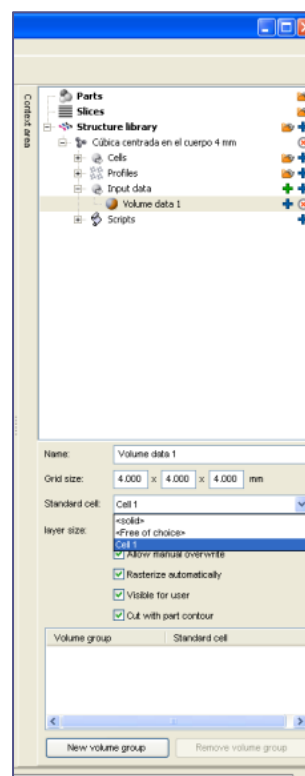 Context area
Parts
Slices
Structure library
Cúbica centrada en el cuerpo 4 mm
Cells
Profiles
Input data
Volume data 1
Scripts
Name: Volume data 1
Grid size: 4.000 x 4.000 x 4.000 mm
Standard cell: Cell 1
<solid>
layer size: <Free of choice>
Cell 1
Allow manual overwrite
Rasterize automatically
Visible for user
Cut with part contour
Volume group Standard cell
New volume group Remove volume group